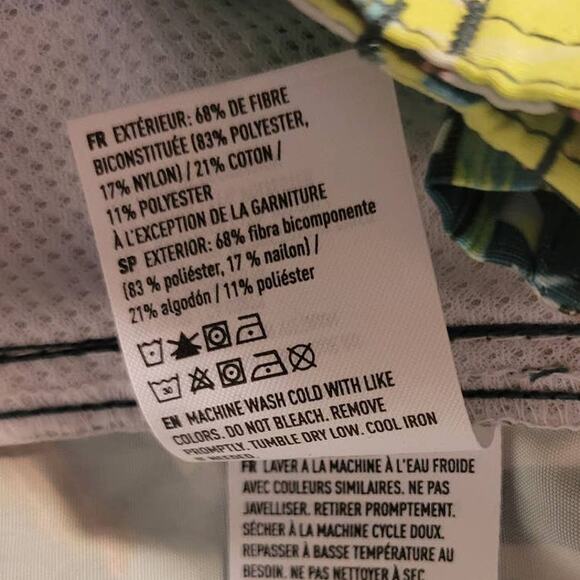 FR EXTÉRIEUR: 68% DE FIBRE
BICONSTITUÉE (83% POLYESTER,
17% NYLON) / 21% COTON /
11% POLYESTER
À L'EXCEPTION DE LA GARNITURE
SP EXTERIOR: 68% fibra bicomponente
(83 % poliéster, 17 % nailon) /
21% algodón / 11% poliéster
30
EN MACHINE WASH COLD WITH LIKE
COLORS. DO NOT BLEACH. REMOVE
PROMPTLY. TUMBLE DRY LOW. COOL IRON
IF NEEDED.
FR LAVER À LA MACHINE À L'EAU FROIDE
AVEC COULEURS SIMILAIRES. NE PAS
JAVELLISER. RETIRER PROMPTEMENT.
SÉCHER À LA MACHINE CYCLE DOUX.
REPASSER À BASSE TEMPÉRATURE AU
BESOIN. NE PAS NETTOYER À SEC